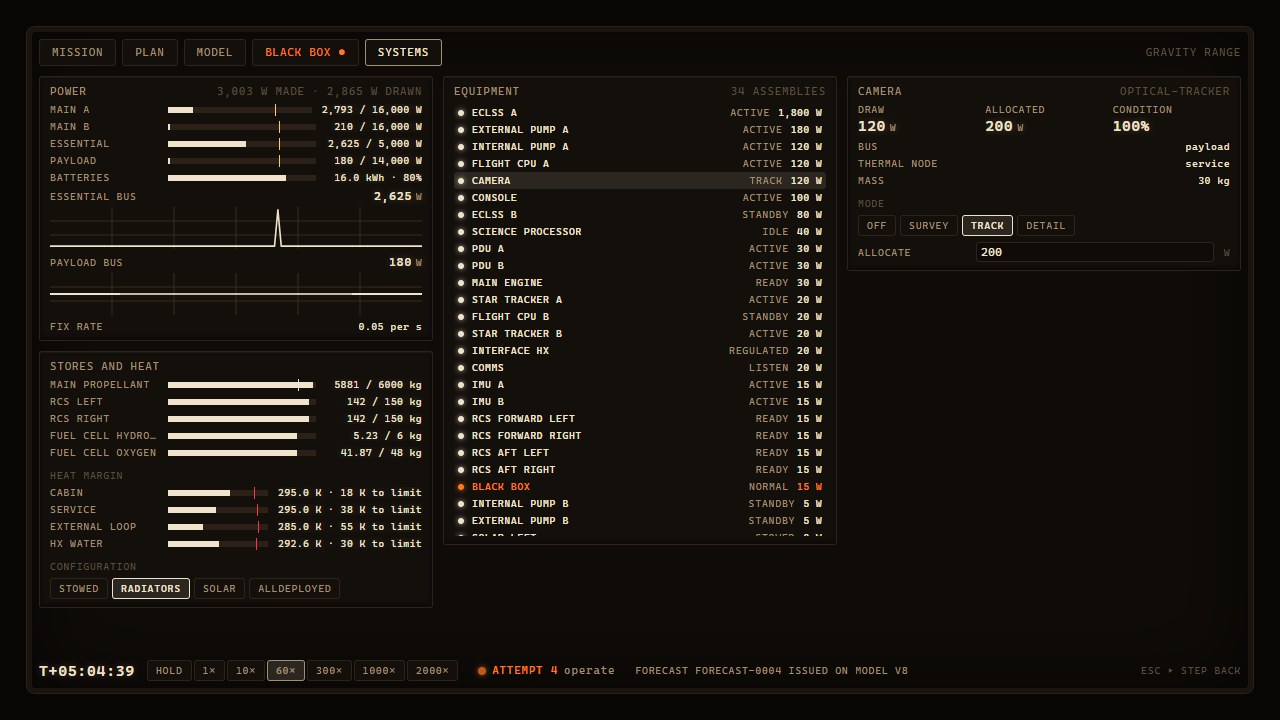 MISSION PLAN MODEL BLACK BOX SYSTEMS GRAVITY RANGE
POWER 3,003 W MADE · 2,865 W DRAWN
MAIN A 2,793 / 16,000 W
MAIN B 210 / 16,000 W
ESSENTIAL 2,625 / 5,000 W
PAYLOAD 180 / 14,000 W
BATTERIES 16.0 kWh · 80%
ESSENTIAL BUS 2,625 W
PAYLOAD BUS 180 W
FIX RATE 0.05 per s
STORES AND HEAT
MAIN PROPELLANT 5881 / 6000 kg
RCS LEFT 142 / 150 kg
RCS RIGHT 142 / 150 kg
FUEL CELL HYDRO… 5.23 / 6 kg
FUEL CELL OXYGEN 41.87 / 48 kg
HEAT MARGIN
CABIN 295.0 K · 18 K to limit
SERVICE 295.0 K · 38 K to limit
EXTERNAL LOOP 285.0 K · 55 K to limit
HX WATER 292.6 K · 30 K to limit
CONFIGURATION
STOWED RADIATORS SOLAR ALLDEPLOYED
EQUIPMENT 34 ASSEMBLIES
ECLSS A ACTIVE 1,800 W
EXTERNAL PUMP A ACTIVE 180 W
INTERNAL PUMP A ACTIVE 120 W
FLIGHT CPU A ACTIVE 120 W
CAMERA TRACK 120 W
CONSOLE ACTIVE 100 W
ECLSS B STANDBY 80 W
SCIENCE PROCESSOR IDLE 40 W
PDU A ACTIVE 30 W
PDU B ACTIVE 30 W
MAIN ENGINE READY 30 W
STAR TRACKER A ACTIVE 20 W
FLIGHT CPU B STANDBY 20 W
STAR TRACKER B ACTIVE 20 W
INTERFACE HX REGULATED 20 W
COMMS LISTEN 20 W
IMU A ACTIVE 15 W
IMU B ACTIVE 15 W
RCS FORWARD LEFT READY 15 W
RCS FORWARD RIGHT READY 15 W
RCS AFT LEFT READY 15 W
RCS AFT RIGHT READY 15 W
BLACK BOX NORMAL 15 W
INTERNAL PUMP B STANDBY 5 W
EXTERNAL PUMP B STANDBY 5 W
SOLAR LEFT STOWED 0 W
CAMERA OPTICAL-TRACKER
DRAW ALLOCATED CONDITION
120 W 200 W 100%
BUS payload
THERMAL NODE service
MASS 30 kg
MODE
OFF SURVEY TRACK DETAIL
ALLOCATE 200 W
T+05:04:39 HOLD 1× 10× 60× 300× 1000× 2000× ATTEMPT 4 operate FORECAST FORECAST-0004 ISSUED ON MODEL V8 ESC ▸ STEP BACK